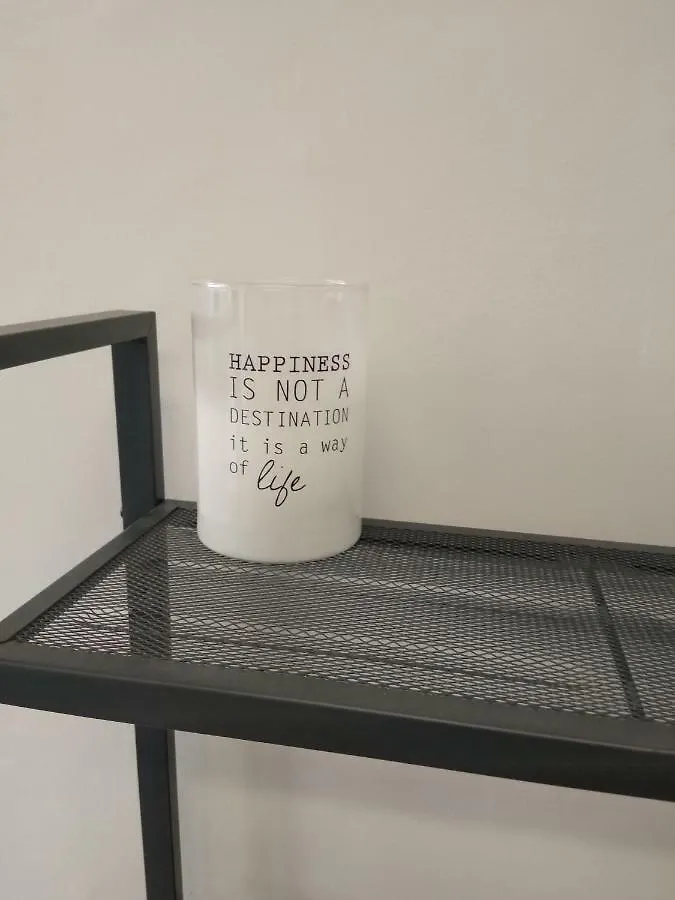 HAPPINESS
IS NOT A
DESTINATION
it is a way
of life